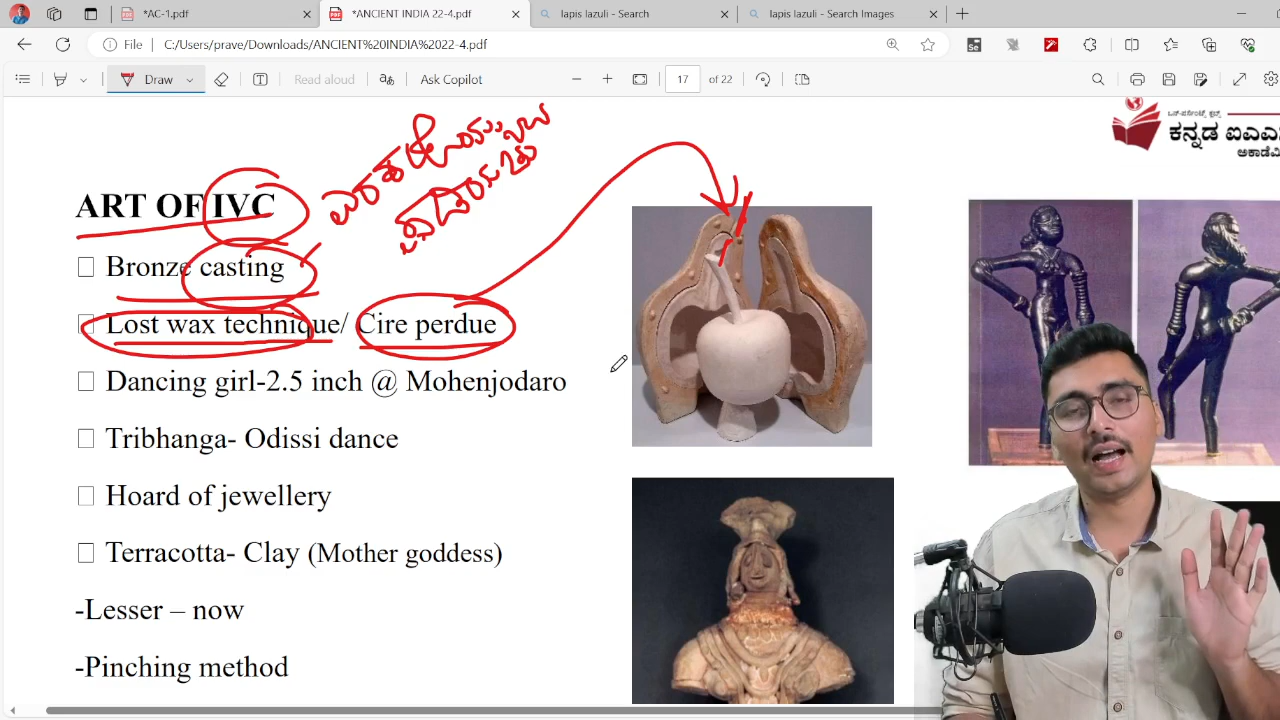 *AC-1.pdf
*ANCIENT INDIA 22-4.pdf
lapis lazuli - Search
lapis lazuli - Search Images
File
C:/Users/prave/Downloads/ANCIENT%20INDIA%2022-4.pdf
Se
Draw
Read aloud
Ask Copilot
17 of 22
ಕನ್ನಡ ಐಎಎ
ಅಕಾಡೆಮಿ
ART OF IVC
Bronze casting
Lost wax technique/ Cire perdue
Dancing girl-2.5 inch @ Mohenjodaro
Tribhanga- Odissi dance
Hoard of jewellery
Terracotta- Clay (Mother goddess)
-Lesser – now
-Pinching method